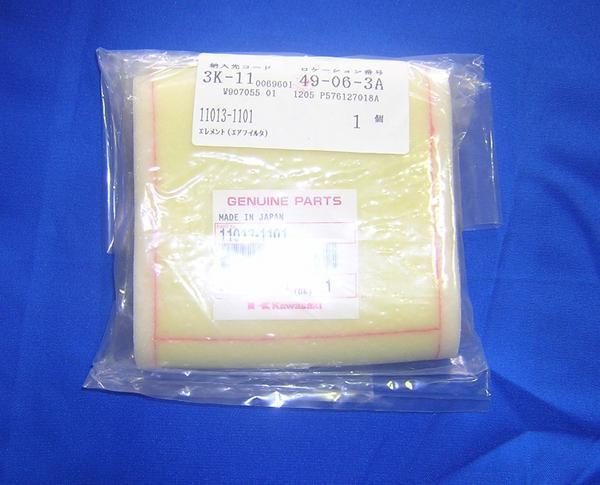 納入先コード ロケーション番号
3K-11 0069601 49-06-3A
W907055 01 1205 P576127018A
11013-1101 1 個
エレメント(エアフイルタ)
GENUINE PARTS
MADE IN JAPAN
11013-1101
1
Kawasaki